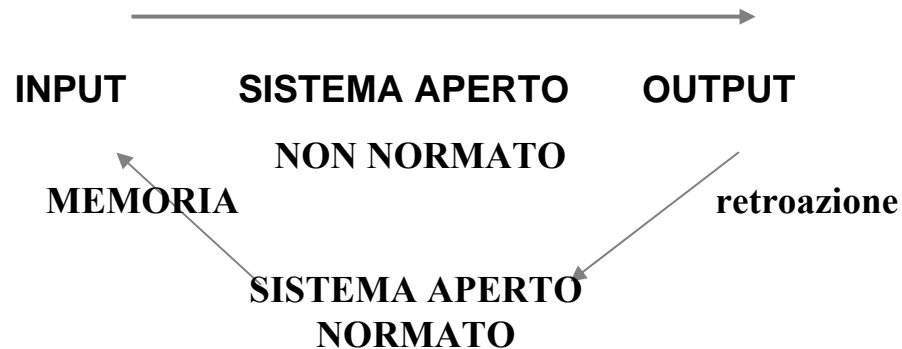 INPUT SISTEMA APERTO OUTPUT
NON NORMATO
MEMORIA retroazione
SISTEMA APERTO
NORMATO